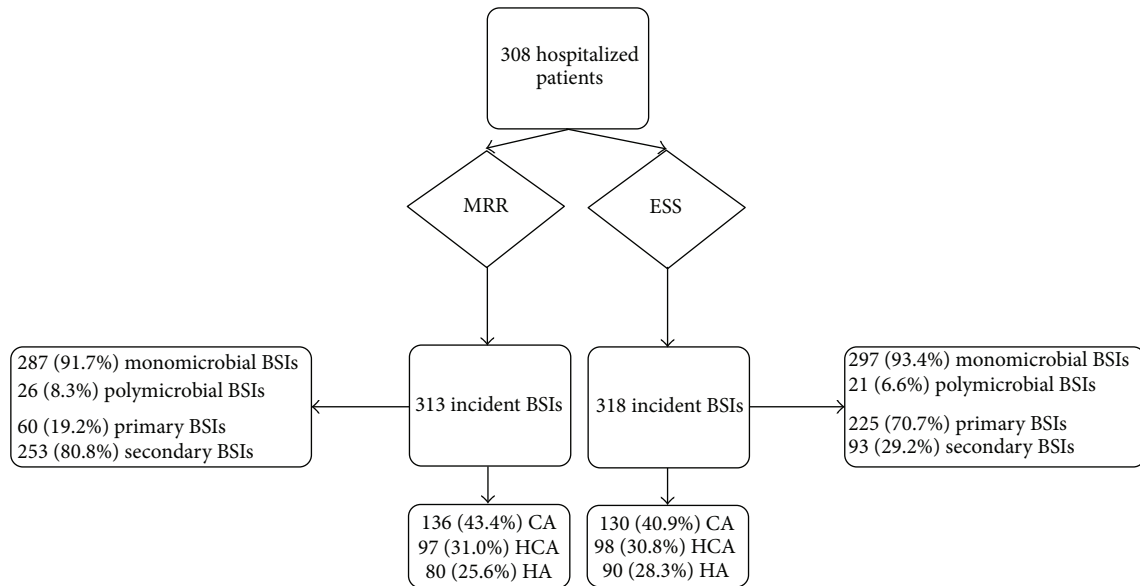 308 hospitalized
patients
MRR
ESS
287 (91.7%) monomicrobial BSIs
26 (8.3%) polymicrobial BSIs
60 (19.2%) primary BSIs
253 (80.8%) secondary BSIs
313 incident BSIs
318 incident BSIs
297 (93.4%) monomicrobial BSIs
21 (6.6%) polymicrobial BSIs
225 (70.7%) primary BSIs
93 (29.2%) secondary BSIs
136 (43.4%) CA
97 (31.0%) HCA
80 (25.6%) HA
130 (40.9%) CA
98 (30.8%) HCA
90 (28.3%) HA